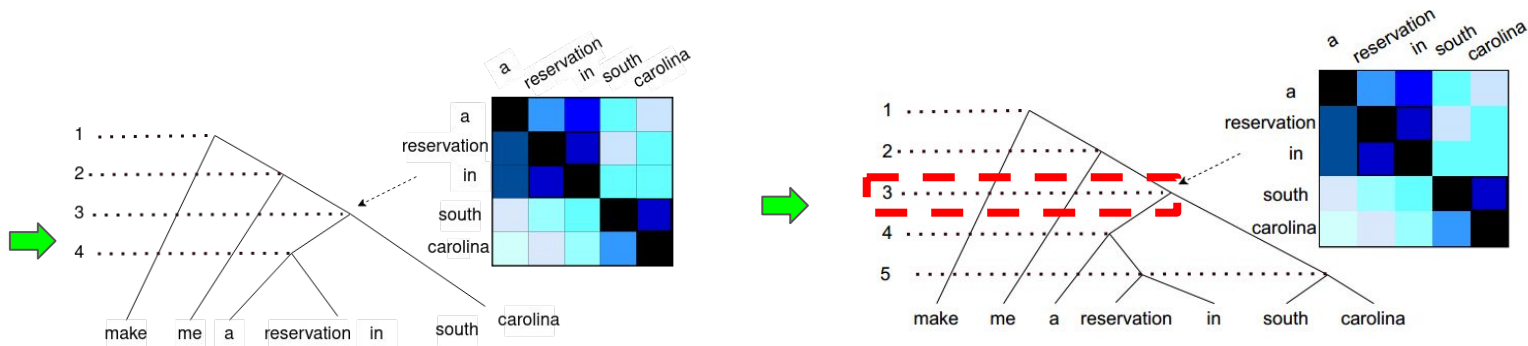 a reservation in south carolina
a
reservation
in
south
carolina
1
2
3
4
make me a reservation in south carolina
a reservation in south carolina
a
reservation
in
south
carolina
1
2
3
4
5
make me a reservation in south carolina